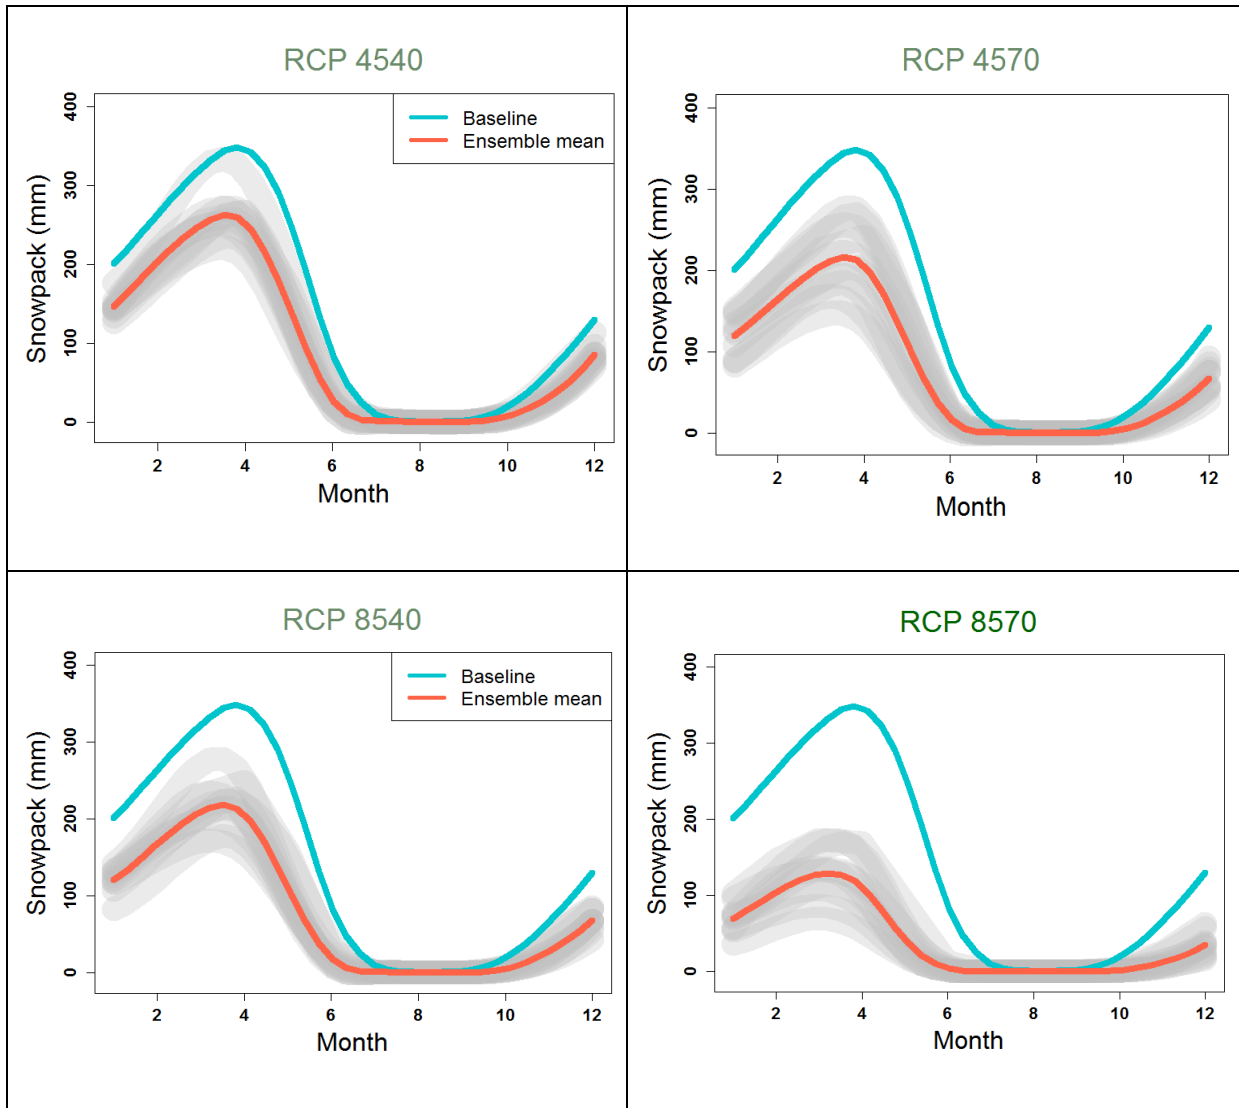 RCP 4540
400
300
200
100
0
Snowpack (mm)
Baseline
Ensemble mean
2 4 6 8 10 12
Month
RCP 4570
400
300
200
100
0
Snowpack (mm)
2 4 6 8 10 12
Month
RCP 8540
400
300
200
100
0
Snowpack (mm)
Baseline
Ensemble mean
2 4 6 8 10 12
Month
RCP 8570
400
300
200
100
0
Snowpack (mm)
2 4 6 8 10 12
Month